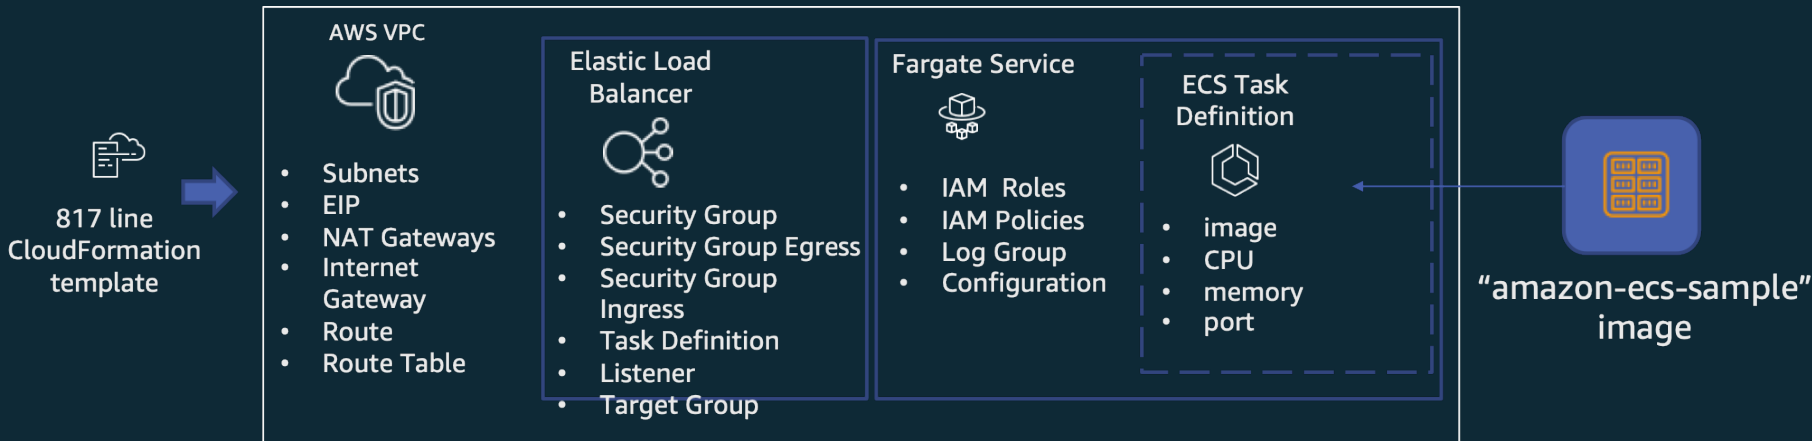 817 line
CloudFormation
template
AWS VPC
• Subnets
• EIP
• NAT Gateways
• Internet
Gateway
• Route
• Route Table
Elastic Load
Balancer
• Security Group
• Security Group Egress
• Security Group
Ingress
• Task Definition
• Listener
• Target Group
Fargate Service
• IAM Roles
• IAM Policies
• Log Group
• Configuration
ECS Task
Definition
• image
• CPU
• memory
• port
“amazon-ecs-sample”
image